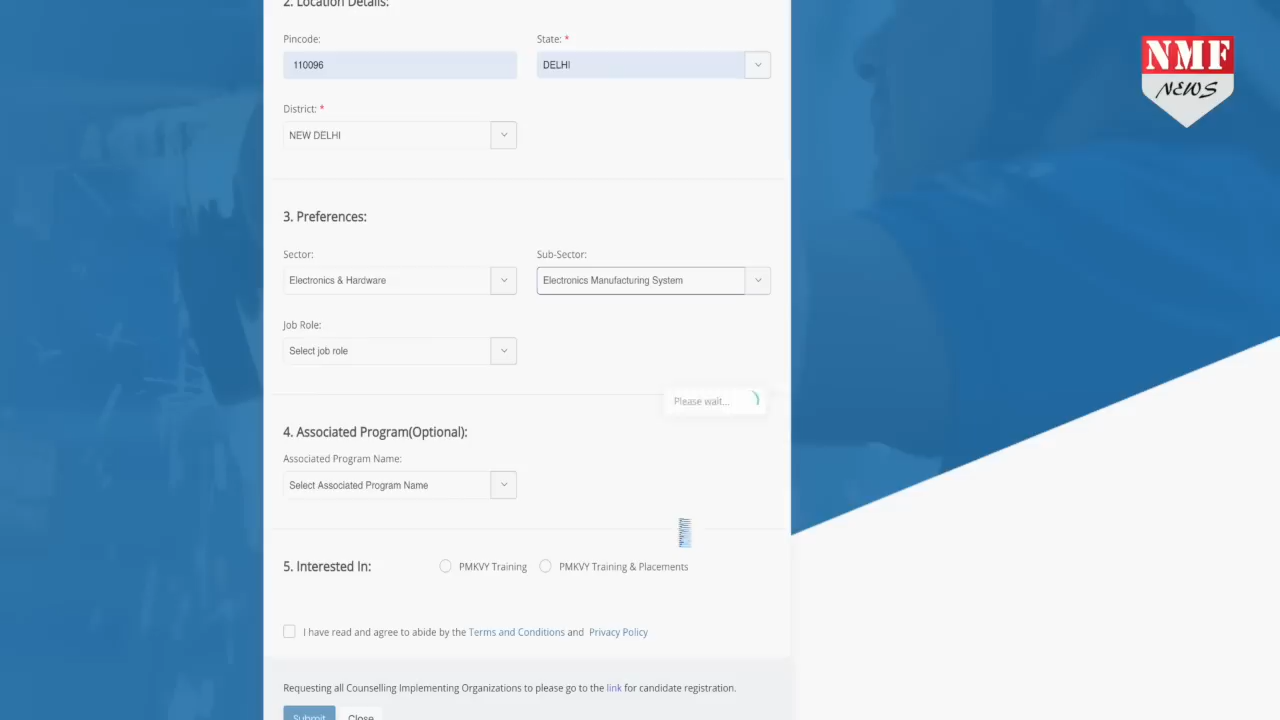 2. Location Details:
Pincode:
State: *
110096
DELHI
District: *
NEW DELHI
3. Preferences:
Sector:
Sub-Sector:
Electronics & Hardware
Electronics Manufacturing System
Job Role:
Select job role
Please wait...
4. Associated Program(Optional):
Associated Program Name:
Select Associated Program Name
5. Interested In:
PMKVY Training
PMKVY Training & Placements
I have read and agree to abide by the Terms and Conditions and Privacy Policy
Requesting all Counselling Implementing Organizations to please go to the link for candidate registration.
Submit
Close
NMF
NEWS